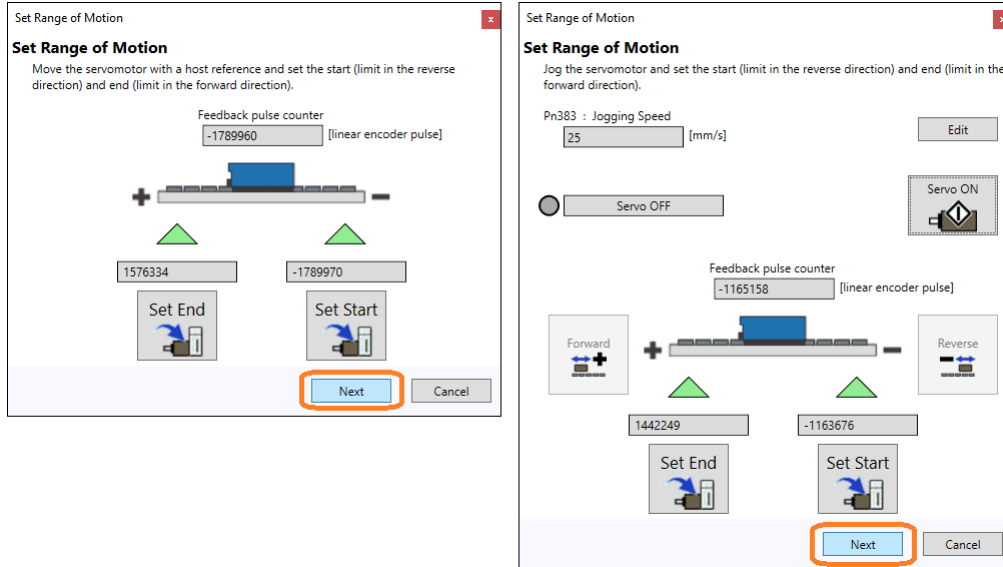 Set Range of Motion
x
Set Range of Motion
Move the servomotor with a host reference and set the start (limit in the reverse
direction) and end (limit in the forward direction).
Feedback pulse counter
-1789960 [linear encoder pulse]
+ −
1576334 -1789970
Set End Set Start
Next Cancel
Set Range of Motion
x
Set Range of Motion
Jog the servomotor and set the start (limit in the reverse direction) and end (limit in the
forward direction).
Pn383 : Jogging Speed
25 [mm/s] Edit
Servo OFF Servo ON
Feedback pulse counter
-1165158 [linear encoder pulse]
Forward + − Reverse
1442249 -1163676
Set End Set Start
Next Cancel